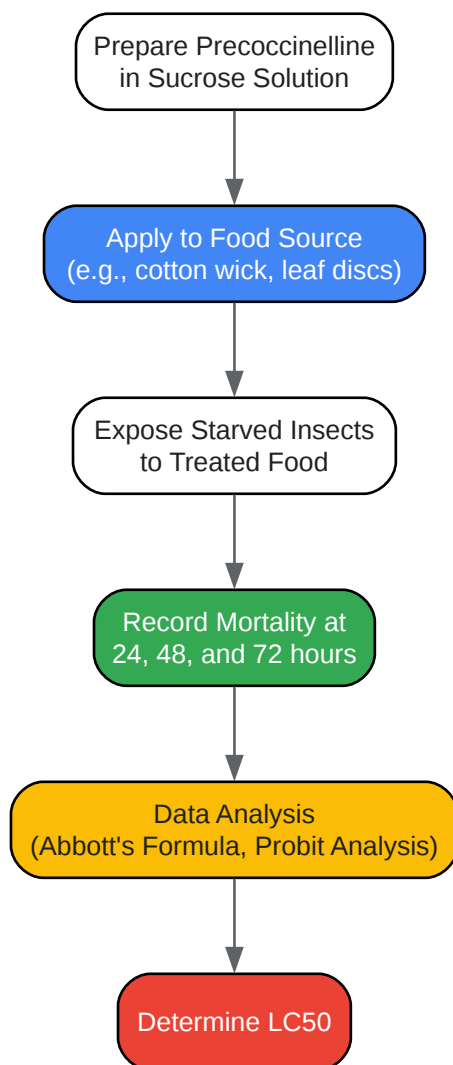 Prepare Precoccinelline
in Sucrose Solution
Apply to Food Source
(e.g., cotton wick, leaf discs)
Expose Starved Insects
to Treated Food
Record Mortality at
24, 48, and 72 hours
Data Analysis
(Abbott's Formula, Probit Analysis)
Determine LC50